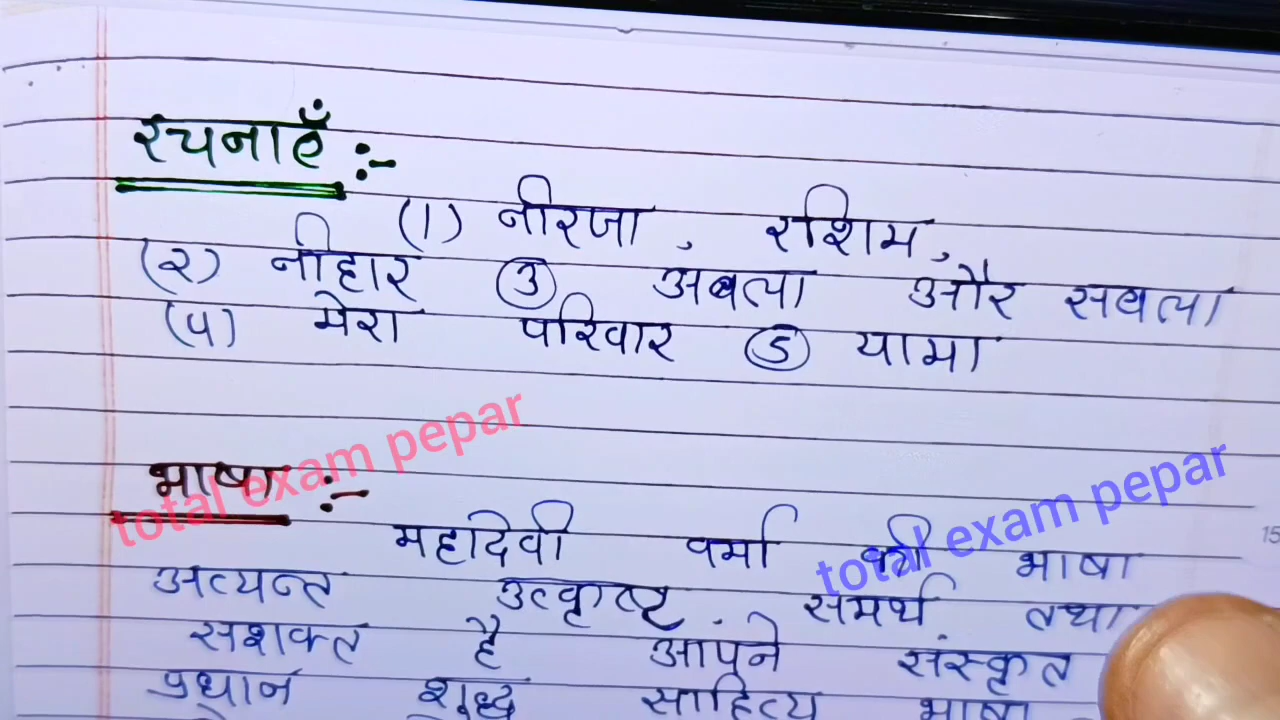 रचनाएँ :-
(1) नीरजा, रशिम,
(२) नीहार ③ अबला और सबला
(4) मेरा परिवार ⑤ यामा
भाषा :-
महादेवी वर्मा की भाषा
अत्यन्त उत्कृष्ट, समर्थ तथा
सशक्त है आपने संस्कृत
प्रधान शुद्ध साहित्य भाषा
total exam pepar
total exam pepar
15